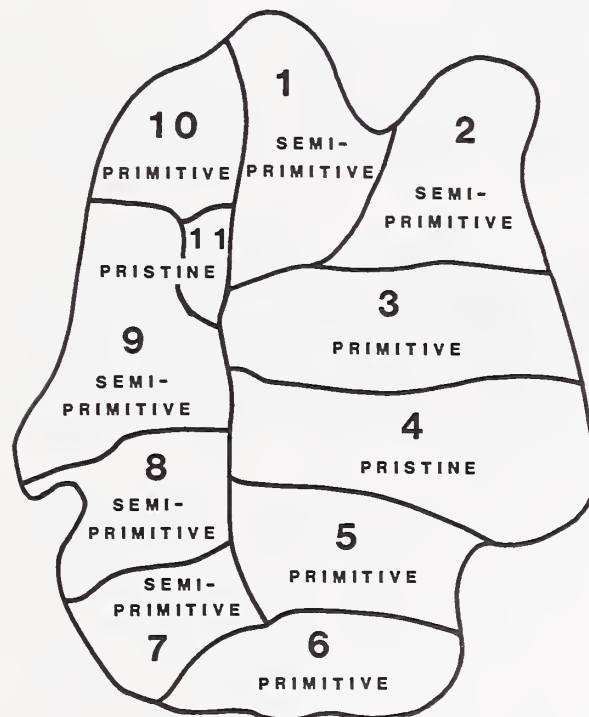 1
SEMI-
PRIMITIVE
2
SEMI-
PRIMITIVE
10
PRIMITIVE
11
PRISTINE
3
PRIMITIVE
9
SEMI-
PRIMITIVE
4
PRISTINE
8
SEMI-
PRIMITIVE
5
PRIMITIVE
SEMI-
PRIMITIVE
7
6
PRIMITIVE